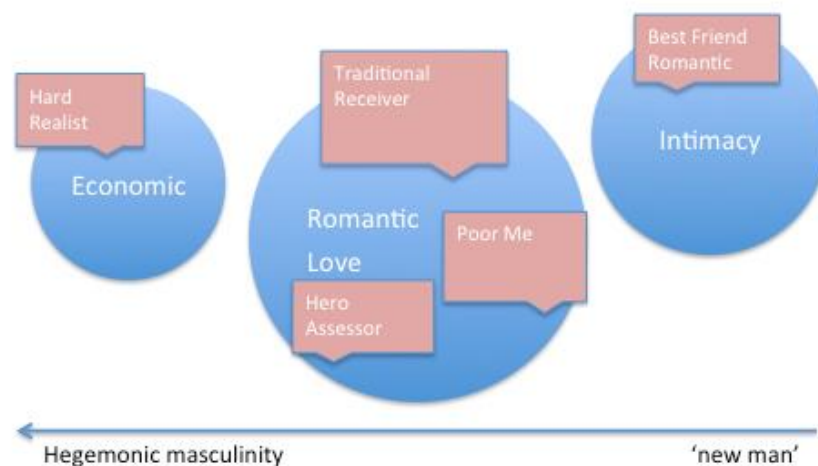 Hard
Realist
Economic
Traditional
Receiver
Romantic
Love
Poor Me
Hero
Assessor
Best Friend
Romantic
Intimacy
Hegemonic masculinity
'new man'